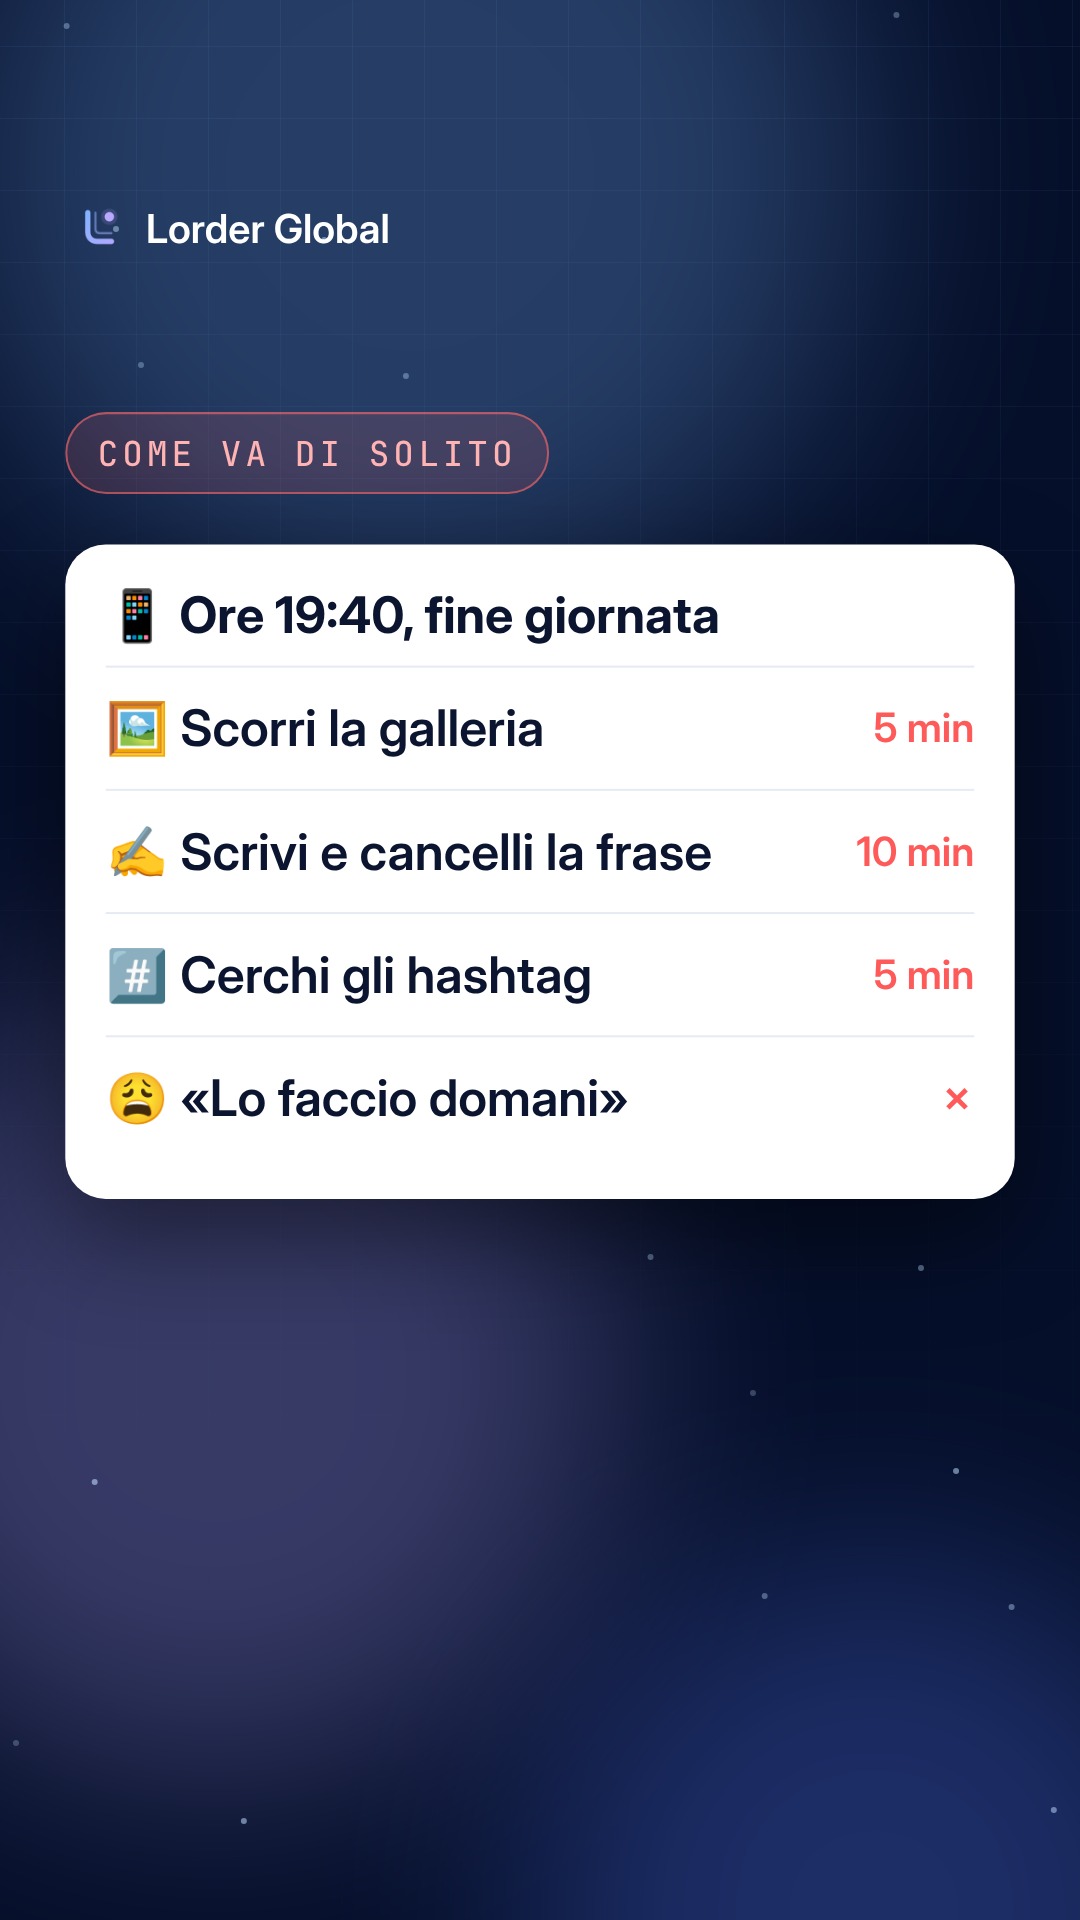 Lorder Global
COME VA DI SOLITO
📱 Ore 19:40, fine giornata
🖼️ Scorri la galleria 5 min
✍️ Scrivi e cancelli la frase 10 min
#️⃣ Cerchi gli hashtag 5 min
😩 «Lo faccio domani» ×